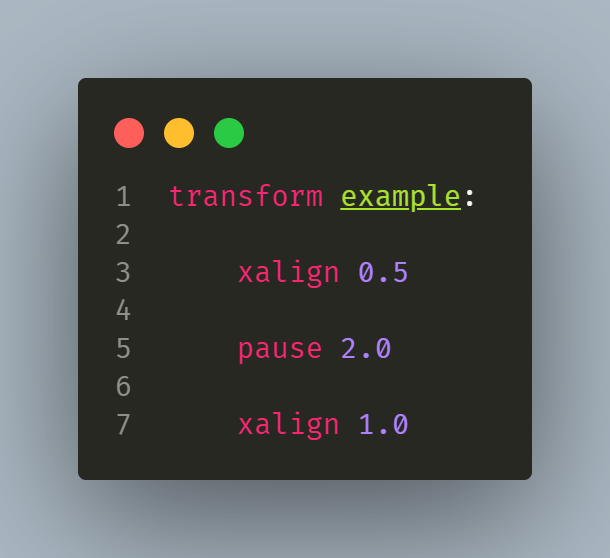 1 transform example:
2
3 xalign 0.5
4
5 pause 2.0
6
7 xalign 1.0